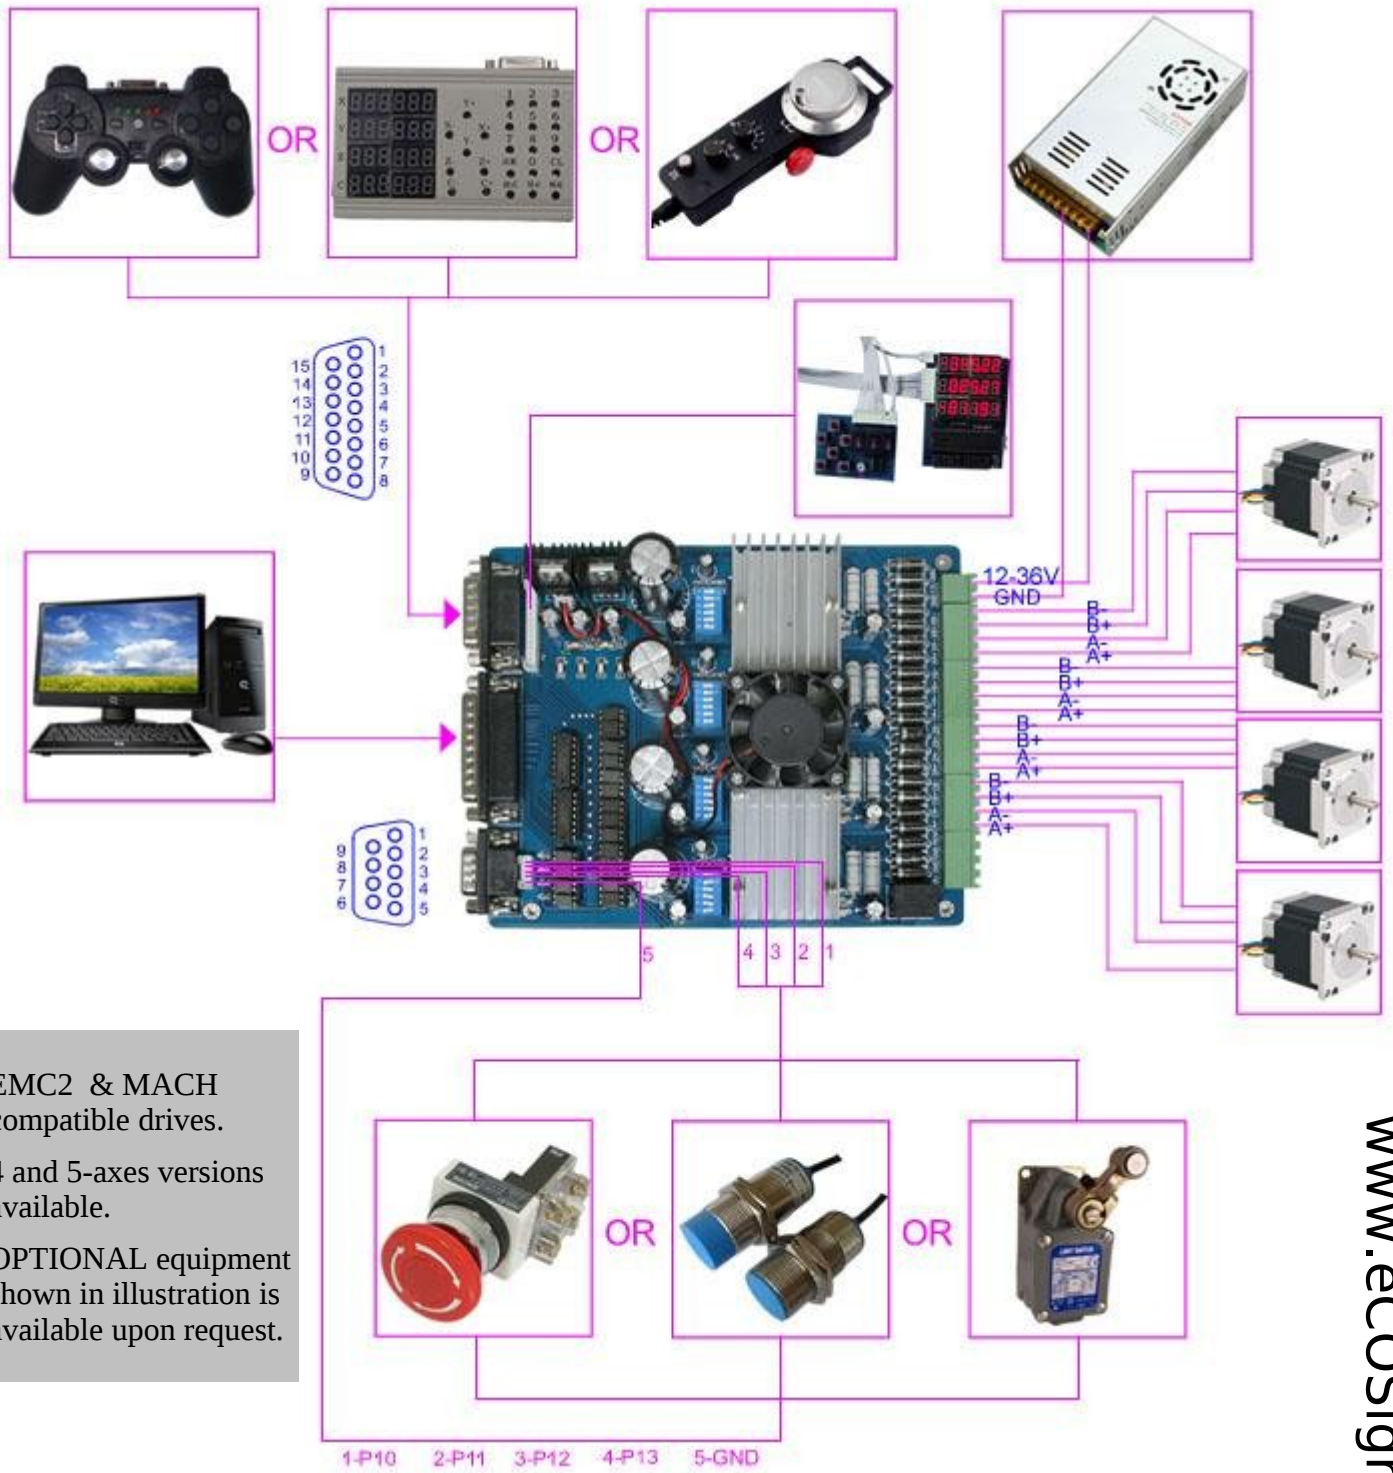 OR
OR
15
14
13
12
11
10
9
1
2
3
4
5
6
7
8
12-36V
GND
B-
B+
A-
A+
B-
B+
A-
A+
B-
B+
A-
A+
B-
B+
A-
A+
9
8
7
6
1
2
3
4
5
5 4 3 2 1
EMC2 & MACH
compatible drives.
4 and 5-axes versions
available.
OPTIONAL equipment
shown in illustration is
available upon request.
OR
OR
1-P10 2-P11 3-P12 4-P13 5-GND
www.eCOSign